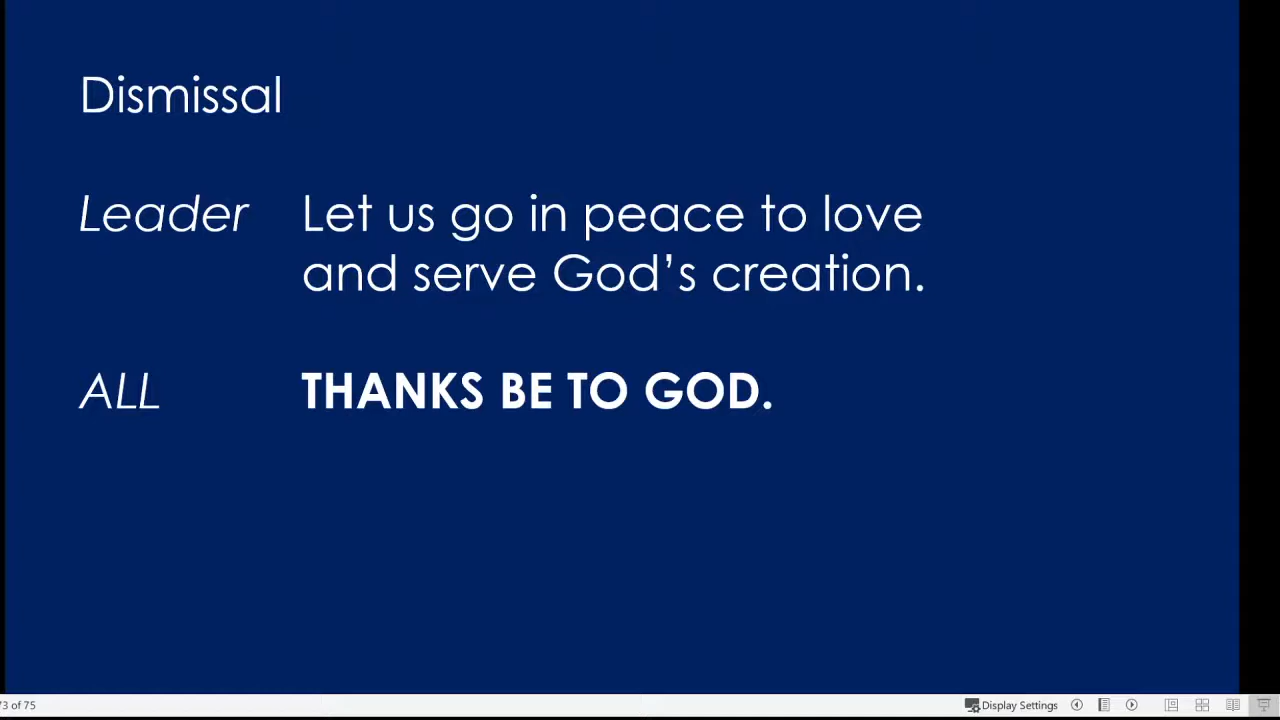 Dismissal
Leader Let us go in peace to love
and serve God’s creation.
ALL THANKS BE TO GOD.
73 of 75 Display Settings